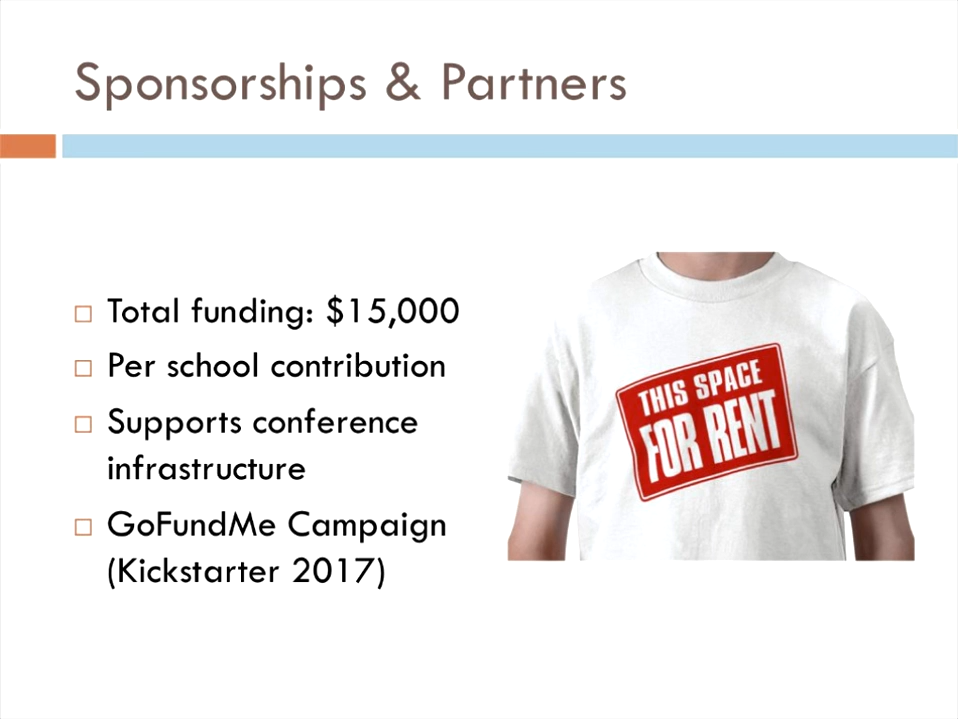 Sponsorships & Partners
Total funding: $15,000
Per school contribution
Supports conference
infrastructure
GoFundMe Campaign
(Kickstarter 2017)
THIS SPACE
FOR RENT